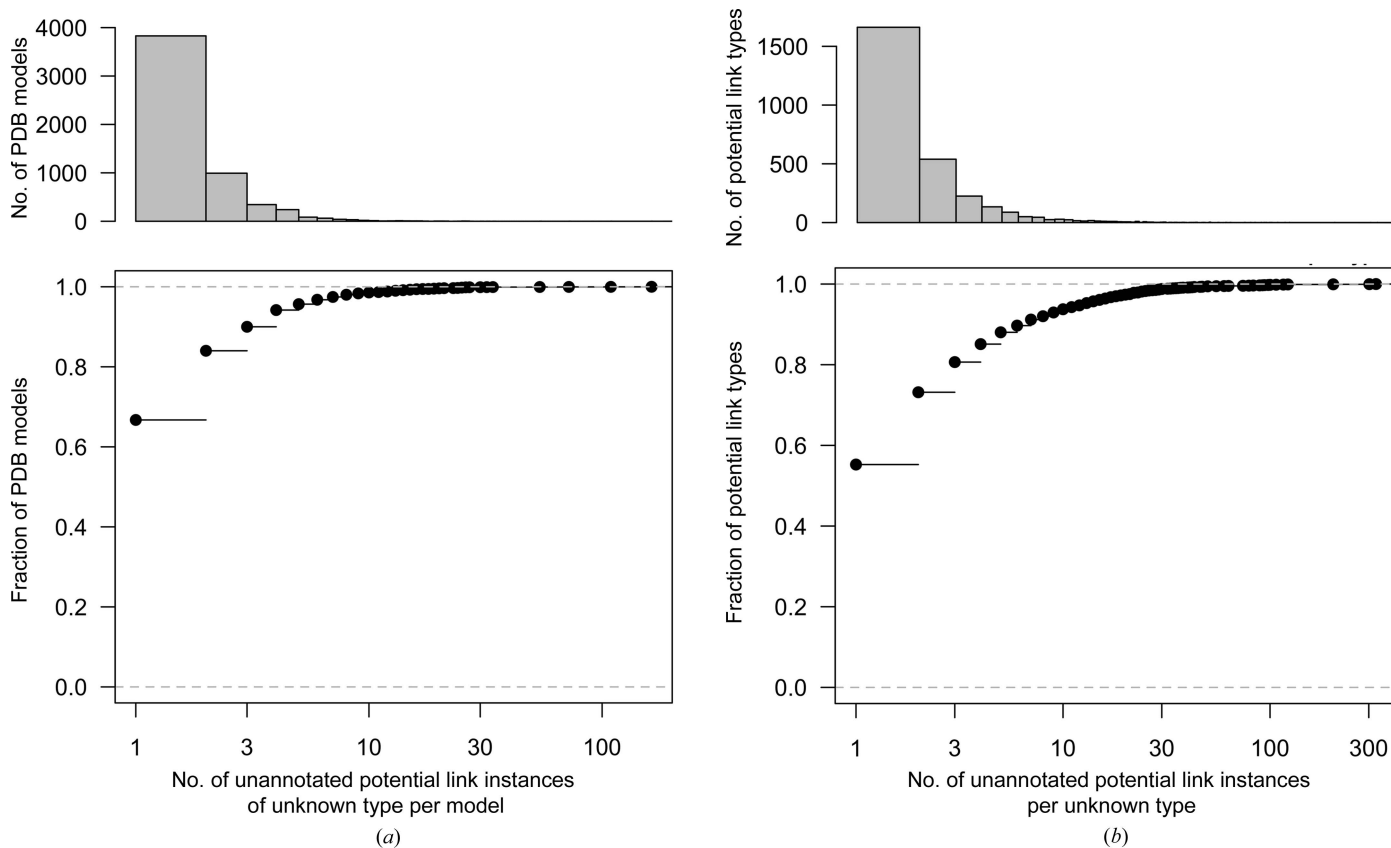 No. of PDB models
4000
3000
2000
1000
0
Fraction of PDB models
1.0
0.8
0.6
0.4
0.2
0.0
1 3 10 30 100
No. of unannotated potential link instances
of unknown type per model
(a)
No. of potential link types
1500
1000
500
0
Fraction of potential link types
1.0
0.8
0.6
0.4
0.2
0.0
1 3 10 30 100 300
No. of unannotated potential link instances
per unknown type
(b)